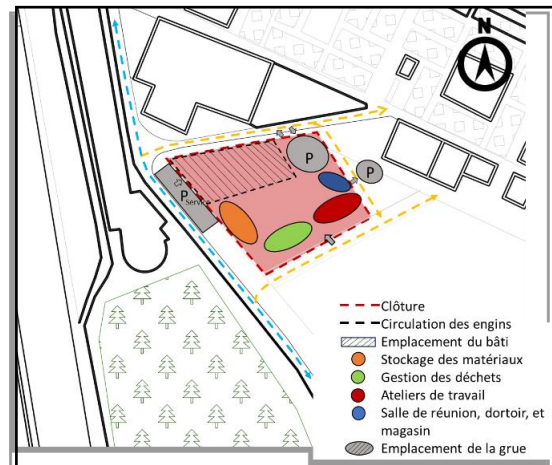 N
P
P
P
Serv
Clôture
Circulation des engins
Emplacement du bâti
Stockage des matériaux
Gestion des déchets
Ateliers de travail
Salle de réunion, dortoir, et
magasin
Emplacement de la grue